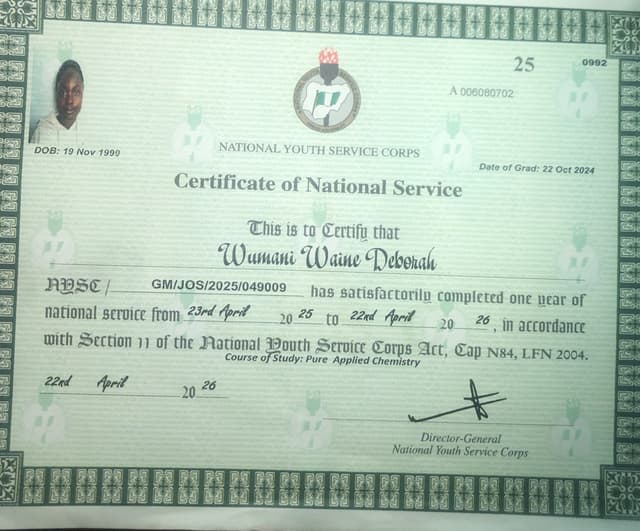 25
0992
A 006080702
DOB: 19 Nov 1999
NATIONAL YOUTH SERVICE CORPS
Date of Grad: 22 Oct 2024
Certificate of National Service
This is to Certify that
Wumani Waine Deborah
NYSC/ GM/JOS/2025/049009 has satisfactorily completed one year of
national service from 23rd April 20 25 to 22nd April 20 26, in accordance
with Section 11 of the National Youth Service Corps Act, Cap N84, LFN 2004.
Course of Study: Pure Applied Chemistry
22nd April 20 26
Director-General
National Youth Service Corps